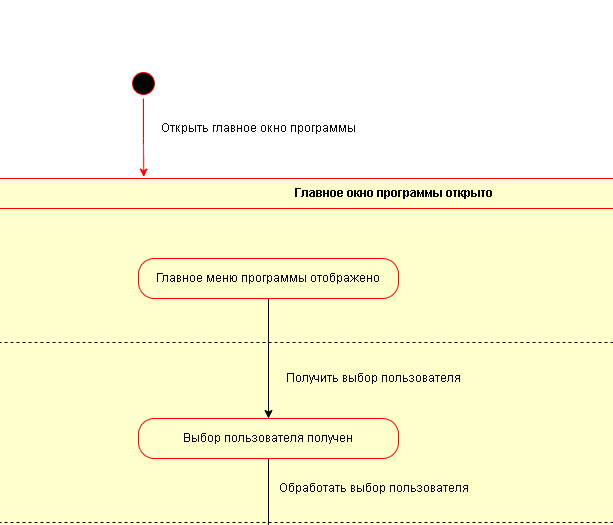 Открыть главное окно программы
Главное окно программы открыто
Главное меню программы отображено
Получить выбор пользователя
Выбор пользователя получен
Обработать выбор пользователя